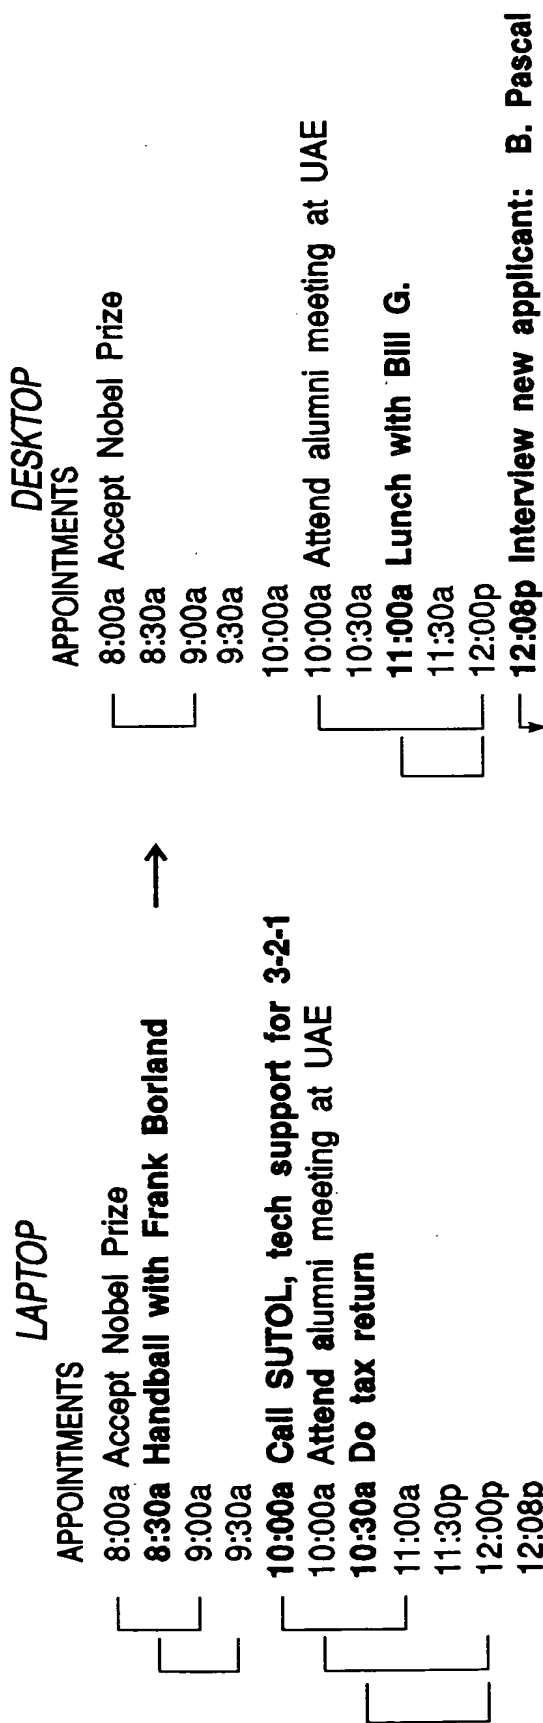 LAPTOP
APPOINTMENTS
8:00a Accept Nobel Prize
8:30a Handball with Frank Borland
9:00a
9:30a
10:00a Call SUTOL, tech support for 3-2-1
10:00a Attend alumni meeting at UAE
10:30a Do tax return
11:00a
11:30p
12:00p
12:08p
DESKTOP
APPOINTMENTS
8:00a Accept Nobel Prize
8:30a
9:00a
9:30a
10:00a
10:00a Attend alumni meeting at UAE
10:30a
11:00a Lunch with Bill G.
11:30a
12:00p
12:08p Interview new applicant: B. Pascal